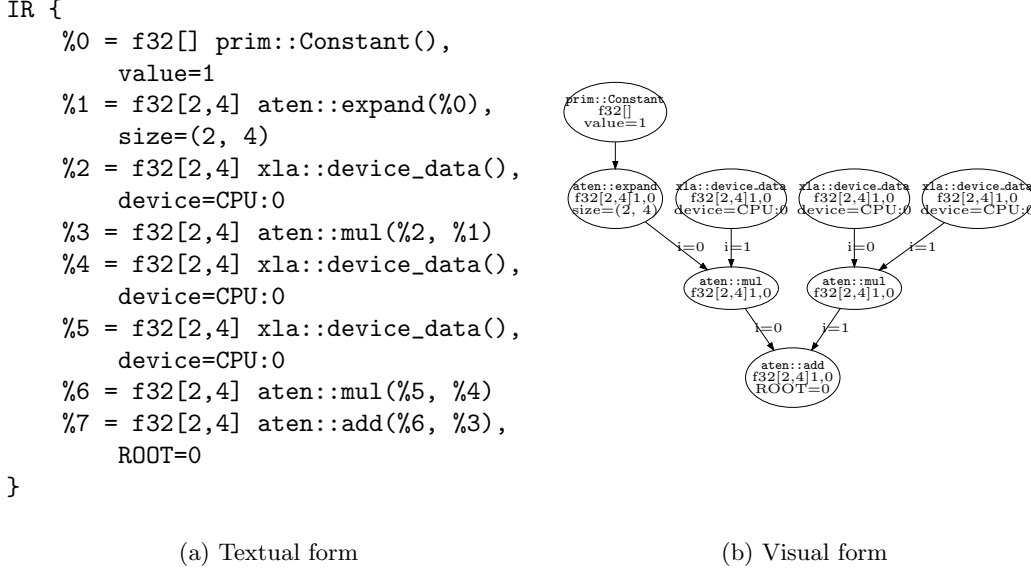 IR {
%0 = f32[] prim::Constant(),
value=1
%1 = f32[2,4] aten::expand(%0),
size=(2, 4)
%2 = f32[2,4] xla::device_data(),
device=CPU:0
%3 = f32[2,4] aten::mul(%2, %1)
%4 = f32[2,4] xla::device_data(),
device=CPU:0
%5 = f32[2,4] xla::device_data(),
device=CPU:0
%6 = f32[2,4] aten::mul(%5, %4)
%7 = f32[2,4] aten::add(%6, %3),
ROOT=0
}
(a) Textual form
prim::Constant
f32[]
value=1
aten::expand
f32[2,4]1,0
size=(2, 4)
xla::device_data
f32[2,4]1,0
device=CPU:0
xla::device_data
f32[2,4]1,0
device=CPU:0
xla::device_data
f32[2,4]1,0
device=CPU:0
i=0
i=1
i=0
i=1
aten::mul
f32[2,4]1,0
aten::mul
f32[2,4]1,0
i=0
i=1
aten::add
f32[2,4]1,0
ROOT=0
(b) Visual form